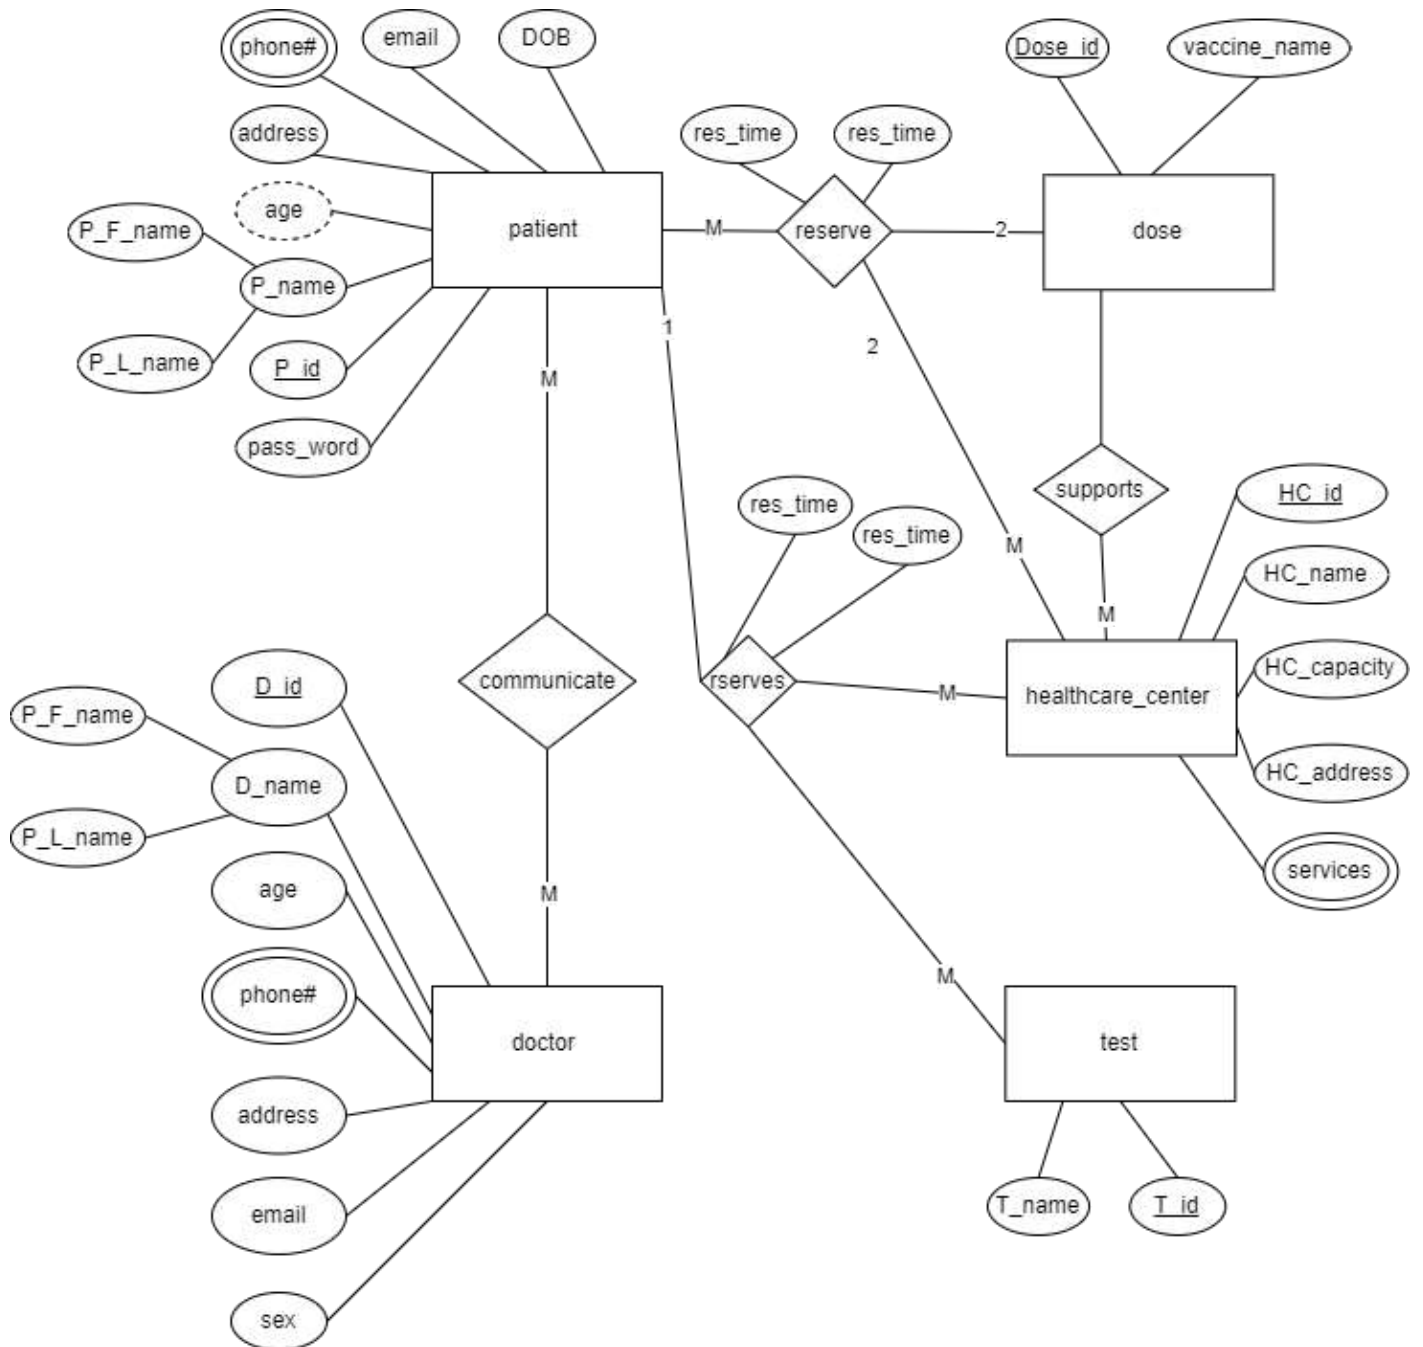 phone#
email
DOB
Dose_id
vaccine_name
address
res_time
res_time
age
P_F_name
patient
M
reserve
2
dose
P_name
1
2
P_L_name
P_id
M
pass_word
supports
HC_id
res_time
res_time
M
HC_name
M
HC_capacity
D_id
communicate
rserves
M
healthcare_center
P_F_name
D_name
HC_address
P_L_name
services
age
M
phone#
M
doctor
test
address
T_name
T_id
email
sex